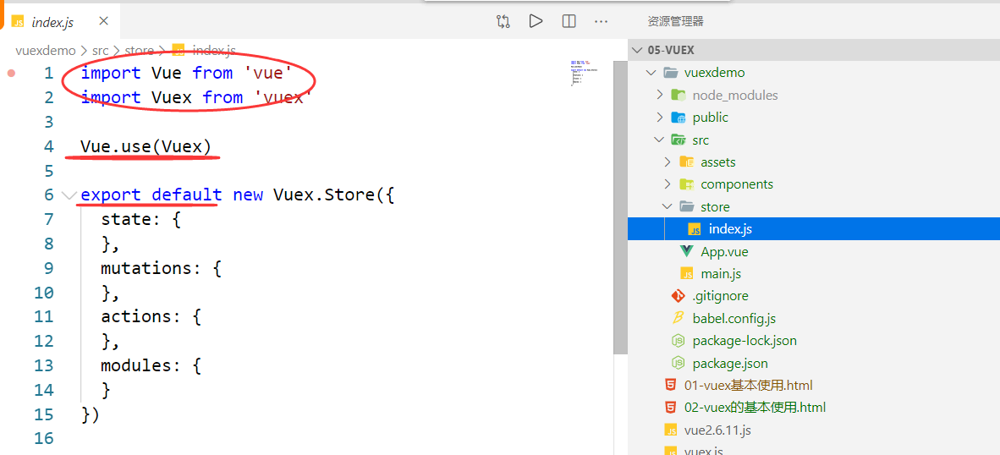 index.js
资源管理器
vuexdemo > src > store > index.js
1 import Vue from 'vue'
2 import Vuex from 'vuex'
3
4 Vue.use(Vuex)
5
6 export default new Vuex.Store({
7 state: {
8 },
9 mutations: {
10 },
11 actions: {
12 },
13 modules: {
14 }
15 })
16
05-VUEX
vuexdemo
node_modules
public
src
assets
components
store
JS index.js
App.vue
JS main.js
.gitignore
babel.config.js
package-lock.json
package.json
01-vuex基本使用.html
02-vuex的基本使用.html
JS vue2.6.11.js
JS vuex.js